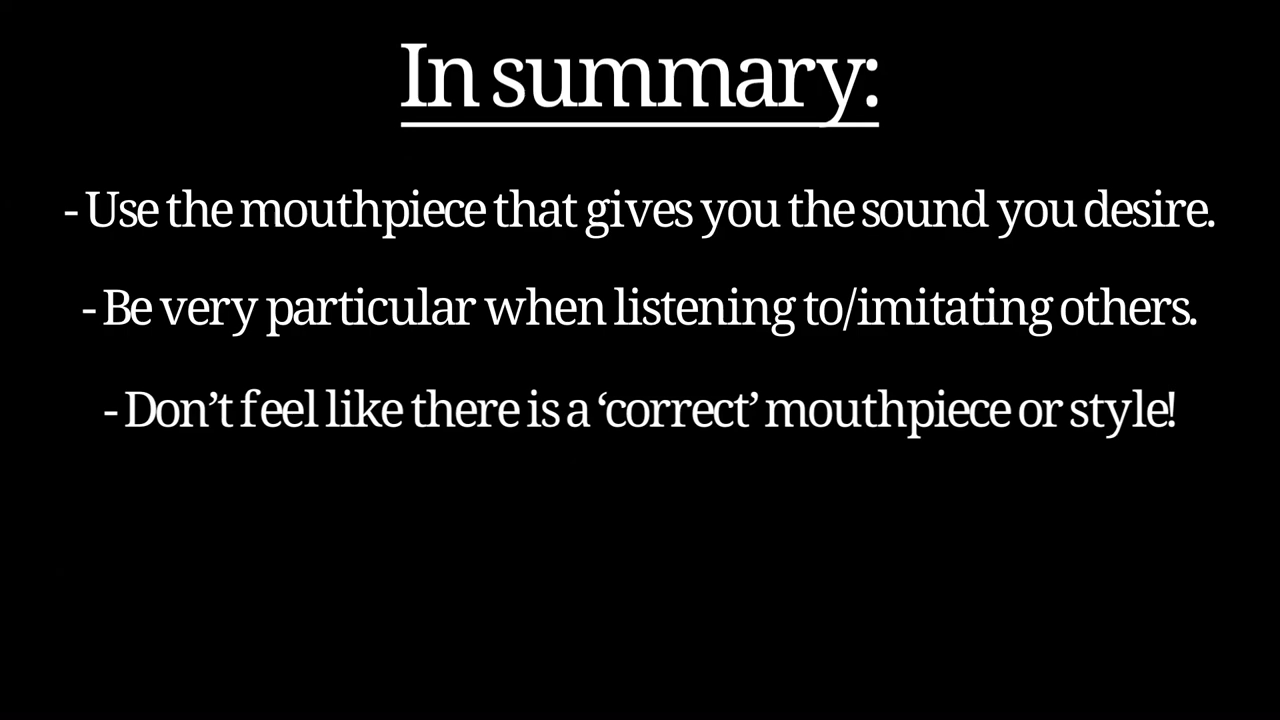 In summary:
- Use the mouthpiece that gives you the sound you desire.
- Be very particular when listening to/imitating others.
- Don’t feel like there is a ‘correct’ mouthpiece or style!